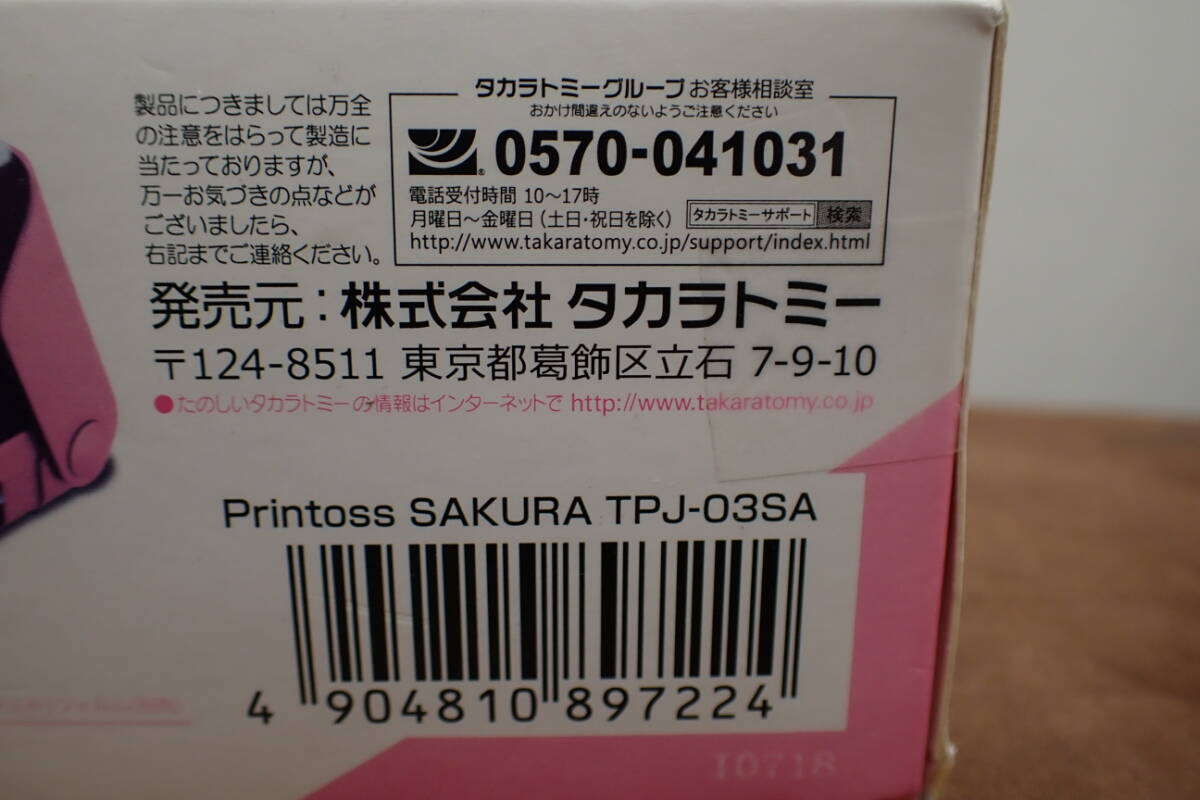 製品につきましては万全
の注意をはらって製造に
当たっておりますが、
万一お気づきの点などが
ございましたら、
右記までご連絡ください。
タカラトミーグループお客様相談室
おかけ間違えのないようご注意ください
0570-041031
電話受付時間 10～17時
月曜日～金曜日（土日・祝日を除く） タカラトミーサポート 検索
http://www.takaratomy.co.jp/support/index.html
発売元：株式会社 タカラトミー
〒124-8511 東京都葛飾区立石 7-9-10
●たのしいタカラトミーの情報はインターネットで http://www.takaratomy.co.jp
Printoss SAKURA TPJ-03SA
4 904810 897224
I0718